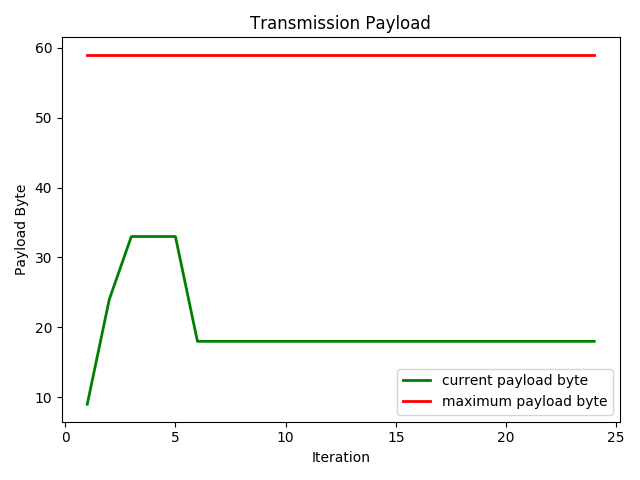 Transmission Payload
Payload Byte
60
50
40
30
20
10
0 5 10 15 20 25
Iteration
current payload byte
maximum payload byte